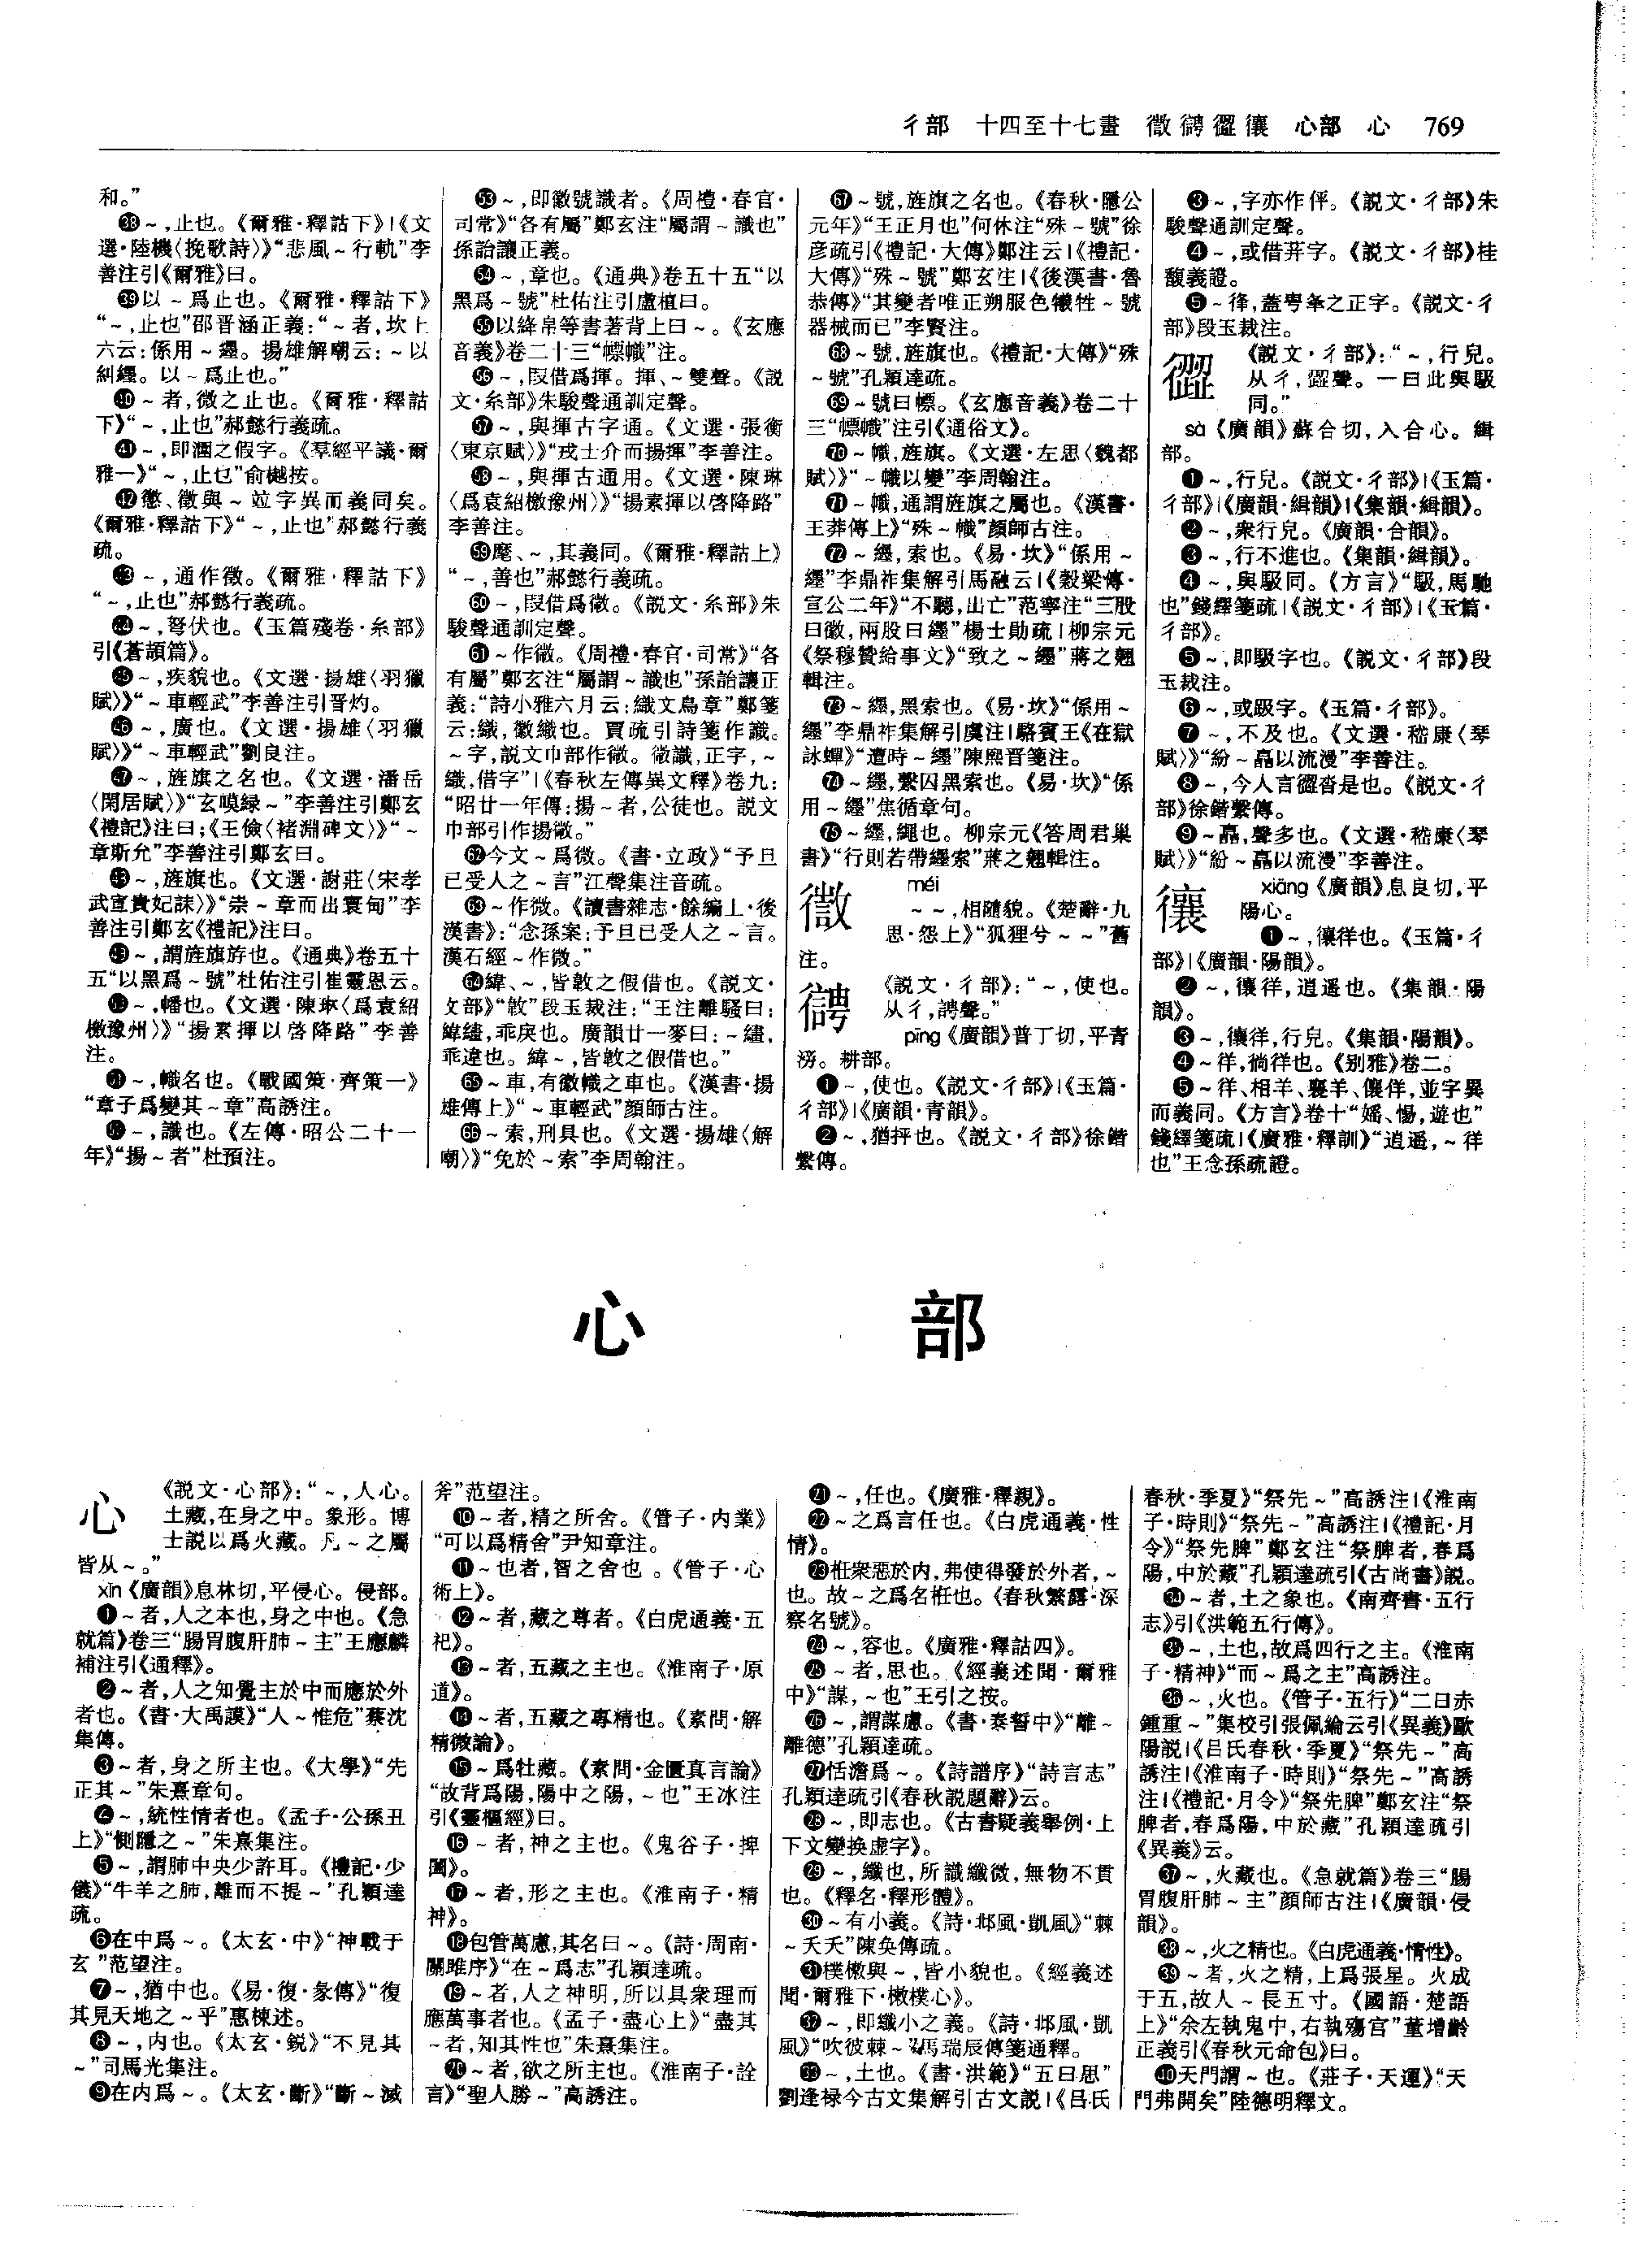 彳部 十四至十七畫 徾德忀 心部 心 769
和。”
㊳~,止也。《爾雅·釋詁下》|《文
選·陸機〈挽歌詩〉》“悲風~行軌”李
善注引《爾雅》曰。
㊴以~爲止也。《爾雅·釋詁下》
“~,止也”邵晉涵正義:“~者,坎上
六云:係用~纆。揚雄解嘲云:~以
糾纆。以~爲止也。”
㊵~者,微之止也。《爾雅·釋詁
下》“~,止也”郝懿行義疏。
㊶~,即濔之假字。《羣經平議·爾
雅一》“~,止也”俞樾按。
㊷懲、徵與~竝字異而義同矣。
《爾雅·釋詁下》“~,止也”郝懿行義
疏。
㊸~,通作徵。《爾雅·釋詁下》
“~,止也”郝懿行義疏。
㊹~,弩伏也。《玉篇殘卷·糸部》
引《蒼頡篇》。
㊺~,疾貌也。《文選·揚雄〈羽獵
賦〉》“~車輕武”李善注引晉灼。
㊻~,廣也。《文選·揚雄〈羽獵
賦〉》“~車輕武”劉良注。
㊼~,旌旗之名也。《文選·潘岳
〈閑居賦〉》“玄㠅緑~”李善注引鄭玄
《禮記》注曰;《王儉〈褚淵碑文〉》“~
章斯允”李善注引鄭玄曰。
㊽~,旌旗也。《文選·謝莊〈宋孝
武宣貴妃誄〉》“崇~章而出寰甸”李
善注引鄭玄《禮記》注曰。
㊾~,謂旌旗斿也。《通典》卷五十
五“以黑爲~號”杜佑注引崔靈恩云。
㊿~,幡也。《文選·陳琳〈爲袁紹
檄豫州〉》“揚素揮以啓降路”李善
注。
51~,幟名也。《戰國策·齊策一》
“章子爲變其~章”高誘注。
52~,識也。《左傳·昭公二十一
年》“揚~者”杜預注。
53~,即徽號識者。《周禮·春官·
司常》“各有屬”鄭玄注“屬謂~識也”
孫詒讓正義。
54~,章也。《通典》卷五十五“以
黑爲~號”杜佑注引盧植曰。
55以絳帛等書著背上曰~。《玄應
音義》卷二十三“幖幟”注。
56~,叚借爲揮。揮、~雙聲。《説
文·糸部》朱駿聲通訓定聲。
57~,與揮古字通。《文選·張衡
〈東京賦〉》“戎士介而揚揮”李善注。
58~,與揮古通用。《文選·陳琳
〈爲袁紹檄豫州〉》“揚素揮以啓降路”
李善注。
59麾、~,其義同。《爾雅·釋詁上》
“~,善也”郝懿行義疏。
60~,叚借爲徵。《説文·糸部》朱
駿聲通訓定聲。
61~作徽。《周禮·春官·司常》“各
有屬”鄭玄注“屬謂~識也”孫詒讓正
義:“詩小雅六月云:織文鳥章”鄭箋
云:織,徽織也。賈疏引詩箋作識。
~字,説文巾部作微。微識,正字,~
織,借字”|《春秋左傳異文釋》卷九:
“昭廿一年傳:揚~者,公徒也。説文
巾部引作揚微。”
62今文~爲微。《書·立政》“予旦
已受人之~言”江聲集注音疏。
63~作微。《讀書雜志·餘編上·後
漢書》:“念孫案:予旦已受人之~言。
漢石經~作微。”
64緯、~,皆敦之假借也。《説文·
文部》“敦”段玉裁注:“王注離騷曰:
緯繣,乖戾也。廣韻廿一麥曰:~繣,
乖違也。緯~,皆敦之假借也。”
65~車,有徽幟之車也。《漢書·揚
雄傳上》“~車輕武”顔師古注。
66~索,刑具也。《文選·揚雄〈解
嘲〉》“免於~索”李周翰注。
67~號,旌旗之名也。《春秋·隱公
元年》“王正月也”何休注“殊~號”徐
彦疏引《禮記·大傳》鄭注云|《禮記·
大傳》“殊~號”鄭玄注|《後漢書·魯
恭傳》“其變者唯正朔服色犧牲~號
器械而已”李賢注。
68~號,旌旗也。《禮記·大傳》“殊
~號”孔穎達疏。
69~號曰幖。《玄應音義》卷二十
三“幖幟”注引《通俗文》。
70~幟,旌旗。《文選·左思〈魏都
賦〉》“~幟以變”李周翰注。
71~幟,通謂旌旗之屬也。《漢書·
王莽傳上》“殊~幟”顔師古注。
72~纆,索也。《易·坎》“係用~
纆”李鼎祚集解引馬融云|《穀梁傳·
宣公二年》“不聽,出亡”范寧注“三股
曰徽,兩股曰纆”楊士勛疏|柳宗元
《祭穆贊給事文》“致之~纆”蔣之翹
輯注。
73~纆,黑索也。《易·坎》“係用~
纆”李鼎祚集解引虞注|駱賓王《在獄
詠蟬》“遭時~纆”陳熙晉箋注。
74~纆,繫囚黑索也。《易·坎》“係
用~纆”焦循章句。
75~纆,繩也。柳宗元《答周君巢
書》“行則若帶纆索”蔣之翹輯注。
méi
~~,相隨貌。《楚辭·九
思·怨上》“狐狸兮~~”舊
注。
《説文·彳部》:“~,使也。
从彳,䛣聲。”
pīng《廣韻》普丁切,平青
滂。耕部。
❶~,使也。《説文·彳部》|《玉篇·
彳部》|《廣韻·青韻》。
❷~,猶抨也。《説文·彳部》徐鍇
繫傳。
❸~,字亦作伻。《説文·彳部》朱
駿聲通訓定聲。
❹~,或借荓字。《説文·彳部》桂
馥義證。
❺~徍,蓋甹夆之正字。《説文·彳
部》段玉裁注。
《説文·彳部》:“~,行皃。
从彳,歰聲。一曰此與馺
同。”
sà《廣韻》蘇合切,入合心。緝
部。
❶~,行皃。《説文·彳部》|《玉篇·
彳部》|《廣韻·緝韻》|《集韻·緝韻》。
❷~,衆行皃。《廣韻·合韻》。
❸~,行不進也。《集韻·緝韻》。
❹~,與馺同。《方言》“馺,馬馳
也”錢繹箋疏|《説文·彳部》|《玉篇·
彳部》。
❺~,即馺字也。《説文·彳部》段
玉裁注。
❻~,或趿字。《玉篇·彳部》。
❼~,不及也。《文選·嵇康〈琴
賦〉》“紛~譶以流漫”李善注。
❽~,今人言歰沓是也。《説文·彳
部》徐鍇繫傳。
❾~譶,聲多也。《文選·嵇康〈琴
賦〉》“紛~譶以流漫”李善注。
忀 xiāng《廣韻》息良切,平
陽心。
❶~,忀徉也。《玉篇·彳
部》|《廣韻·陽韻》。
❷~,忀徉,逍遥也。《集韻·陽
韻》。
❸~,忀徉,行皃。《集韻·陽韻》。
❹~徉,徜徉也。《别雅》卷二。
❺~徉、相羊、襄羊、儴佯,並字異
而義同。《方言》卷十“媱、愓,遊也”
錢繹箋疏|《廣雅·釋訓》“逍遥,~徉
也”王念孫疏證。
心 部
心 《説文·心部》:“~,人心。
土藏,在身之中。象形。博
士説以爲火藏。凡~之屬
皆从~。”
xīn《廣韻》息林切,平侵心。侵部。
❶~者,人之本也,身之中也。《急
就篇》卷三“腸胃腹肝肺~主”王應麟
補注引《通釋》。
❷~者,人之知覺主於中而應於外
者也。《書·大禹謨》“人~惟危”蔡沈
集傳。
❸~者,身之所主也。《大學》“先
正其~”朱熹章句。
❹~,統性情者也。《孟子·公孫丑
上》“惻隱之~”朱熹集注。
❺~,謂肺中央少許耳。《禮記·少
儀》“牛羊之肺,離而不提~”孔穎達
疏。
❻在中爲~。《太玄·中》“神戰于
玄”范望注。
❼~,猶中也。《易·復·彖傳》“復
其見天地之~乎”惠棟述。
❽~,内也。《太玄·鋭》“不見其
~”司馬光集注。
❾在内爲~。《太玄·斷》“斷~滅
斧”范望注。
❿~者,精之所舍。《管子·内業》
“可以爲精舍”尹知章注。
⓫~也者,智之舍也。《管子·心
術上》。
⓬~者,藏之尊者。《白虎通義·五
祀》。
⓭~者,五藏之主也。《淮南子·原
道》。
⓮~者,五藏之專精也。《素問·解
精微論》。
⓯~爲牡藏。《素問·金匱真言論》
“故背爲陽,陽中之陽,~也”王冰注
引《靈樞經》曰。
⓰~者,神之主也。《鬼谷子·捭
闔》。
⓱~者,形之主也。《淮南子·精
神》。
⓲包管萬慮,其名曰~。《詩·周南·
關雎序》“在~爲志”孔穎達疏。
⓳~者,人之神明,所以具衆理而
應萬事者也。《孟子·盡心上》“盡其
~者,知其性也”朱熹集注。
⓴~者,欲之所主也。《淮南子·詮
言》“聖人勝~”高誘注。
㉑~,任也。《廣雅·釋親》。
㉒~之爲言任也。《白虎通義·性
情》。
㉓栣衆惡於内,弗使得發於外者,~
也。故~之爲名栣也。《春秋繁露·深
察名號》。
㉔~,容也。《廣雅·釋詁四》。
㉕~者,思也。《經義述聞·爾雅
中》“謀,~也”王引之按。
㉖~,謂謀慮。《書·泰誓中》“離~
離德”孔穎達疏。
㉗恬澹爲~。《詩譜序》“詩言志”
孔穎達疏引《春秋説題辭》云。
㉘~,即志也。《古書疑義舉例·上
下文變换虚字》。
㉙~,纖也,所識纖微,無物不貫
也。《釋名·釋形體》。
㉚~有小義。《詩·邶風·凱風》“棘
~夭夭”陳奂傳疏。
㉛樸樕與~,皆小貌也。《經義述
聞·爾雅下·樕樸心》。
㉜~,即纖小之義。《詩·邶風·凱
風》“吹彼棘~”馬瑞辰傳箋通釋。
㉝~,土也。《書·洪範》“五曰思”
劉逢禄今古文集解引古文説|《吕氏
春秋·季夏》“祭先~”高誘注|《淮南
子·時則》“祭先~”高誘注|《禮記·月
令》“祭先脾”鄭玄注“祭脾者,春爲
陽,中於藏”孔穎達疏引《古尚書》説。
㉞~者,土之象也。《南齊書·五行
志》引《洪範五行傳》。
㉟~,土也,故爲四行之主。《淮南
子·精神》“而~爲之主”高誘注。
㊱~,火也。《管子·五行》“二曰赤
鍾重~”集校引張佩綸云引《異義》歐
陽説|《吕氏春秋·季夏》“祭先~”高
誘注|《淮南子·時則》“祭先~”高誘
注|《禮記·月令》“祭先脾”鄭玄注“祭
脾者,春爲陽,中於藏”孔穎達疏引
《異義》云。
㊲~,火藏也。《急就篇》卷三“腸
胃腹肝肺~主”顔師古注|《廣韻·侵
韻》。
㊳~,火之精也。《白虎通義·情性》。
㊴~者,火之精,上爲張星。火成
于五,故人~長五寸。《國語·楚語
上》“余左執鬼中,右執殤宫”董增齡
正義引《春秋元命包》曰。
㊵天門謂~也。《莊子·天運》“天
門弗開矣”陸德明釋文。